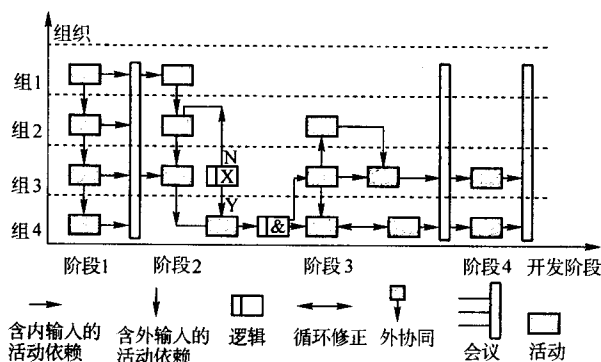 组织
组1
组2
N
组3
X
Y
组4
&
阶段1
阶段2
阶段3
阶段4
开发阶段
含内输入的
活动依赖
含外输入的
活动依赖
逻辑
循环修正
外协同
会议
活动